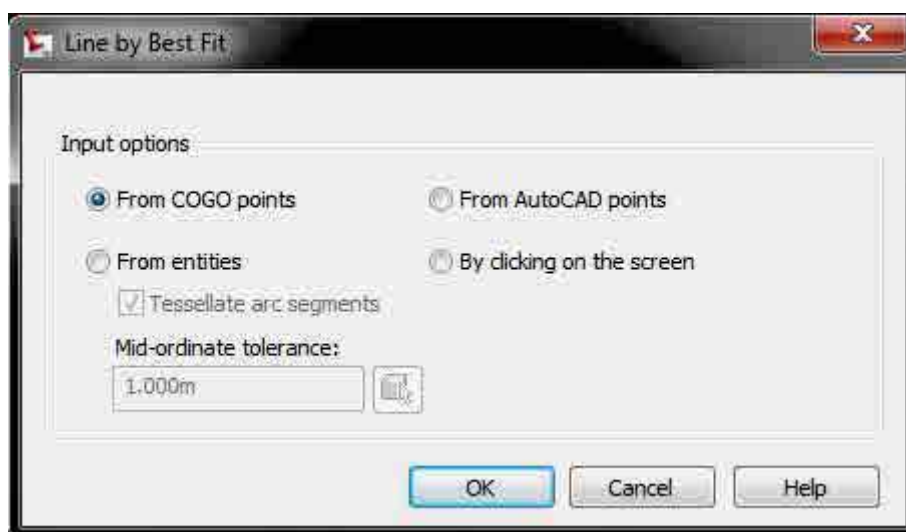 Line by Best Fit
Input options
From COGO points
From AutoCAD points
From entities
By clicking on the screen
Tessellate arc segments
Mid-ordinate tolerance:
1.000m
OK
Cancel
Help